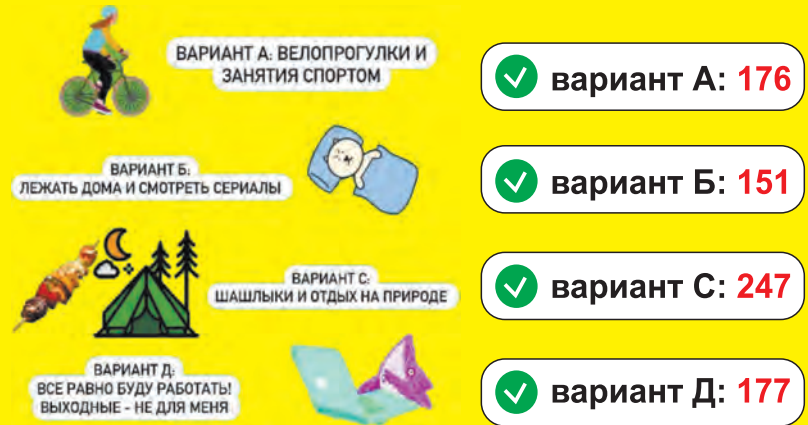 ВАРИАНТ А: ВЕЛОПРОГУЛКИ И
ЗАНЯТИЯ СПОРТОМ
вариант А: 176
ВАРИАНТ Б:
ЛЕЖАТЬ ДОМА И СМОТРЕТЬ СЕРИАЛЫ
вариант Б: 151
ВАРИАНТ С:
ШАШЛЫКИ И ОТДЫХ НА ПРИРОДЕ
вариант С: 247
ВАРИАНТ Д:
ВСЕ РАВНО БУДУ РАБОТАТЬ!
ВЫХОДНЫЕ - НЕ ДЛЯ МЕНЯ
вариант Д: 177